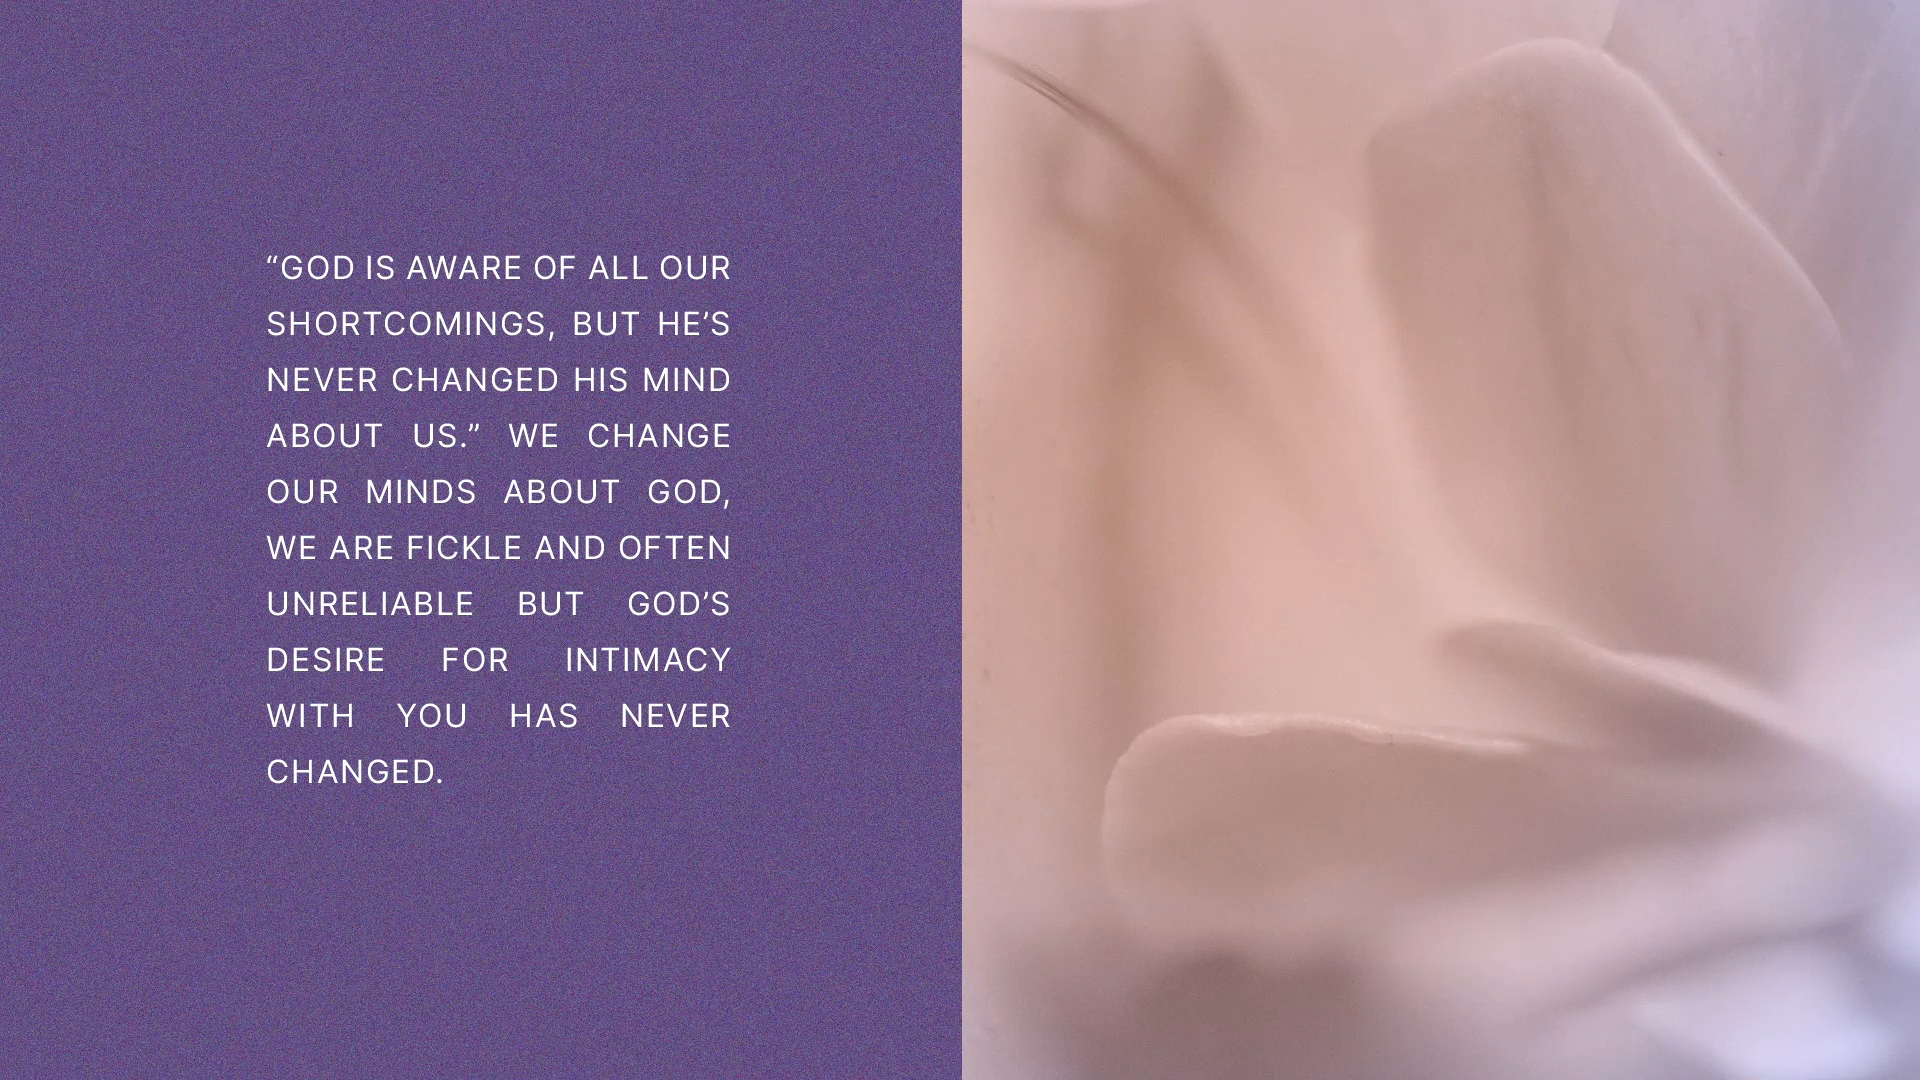 “GOD IS AWARE OF ALL OUR
SHORTCOMINGS, BUT HE’S
NEVER CHANGED HIS MIND
ABOUT US.” WE CHANGE
OUR MINDS ABOUT GOD,
WE ARE FICKLE AND OFTEN
UNRELIABLE BUT GOD’S
DESIRE FOR INTIMACY
WITH YOU HAS NEVER
CHANGED.